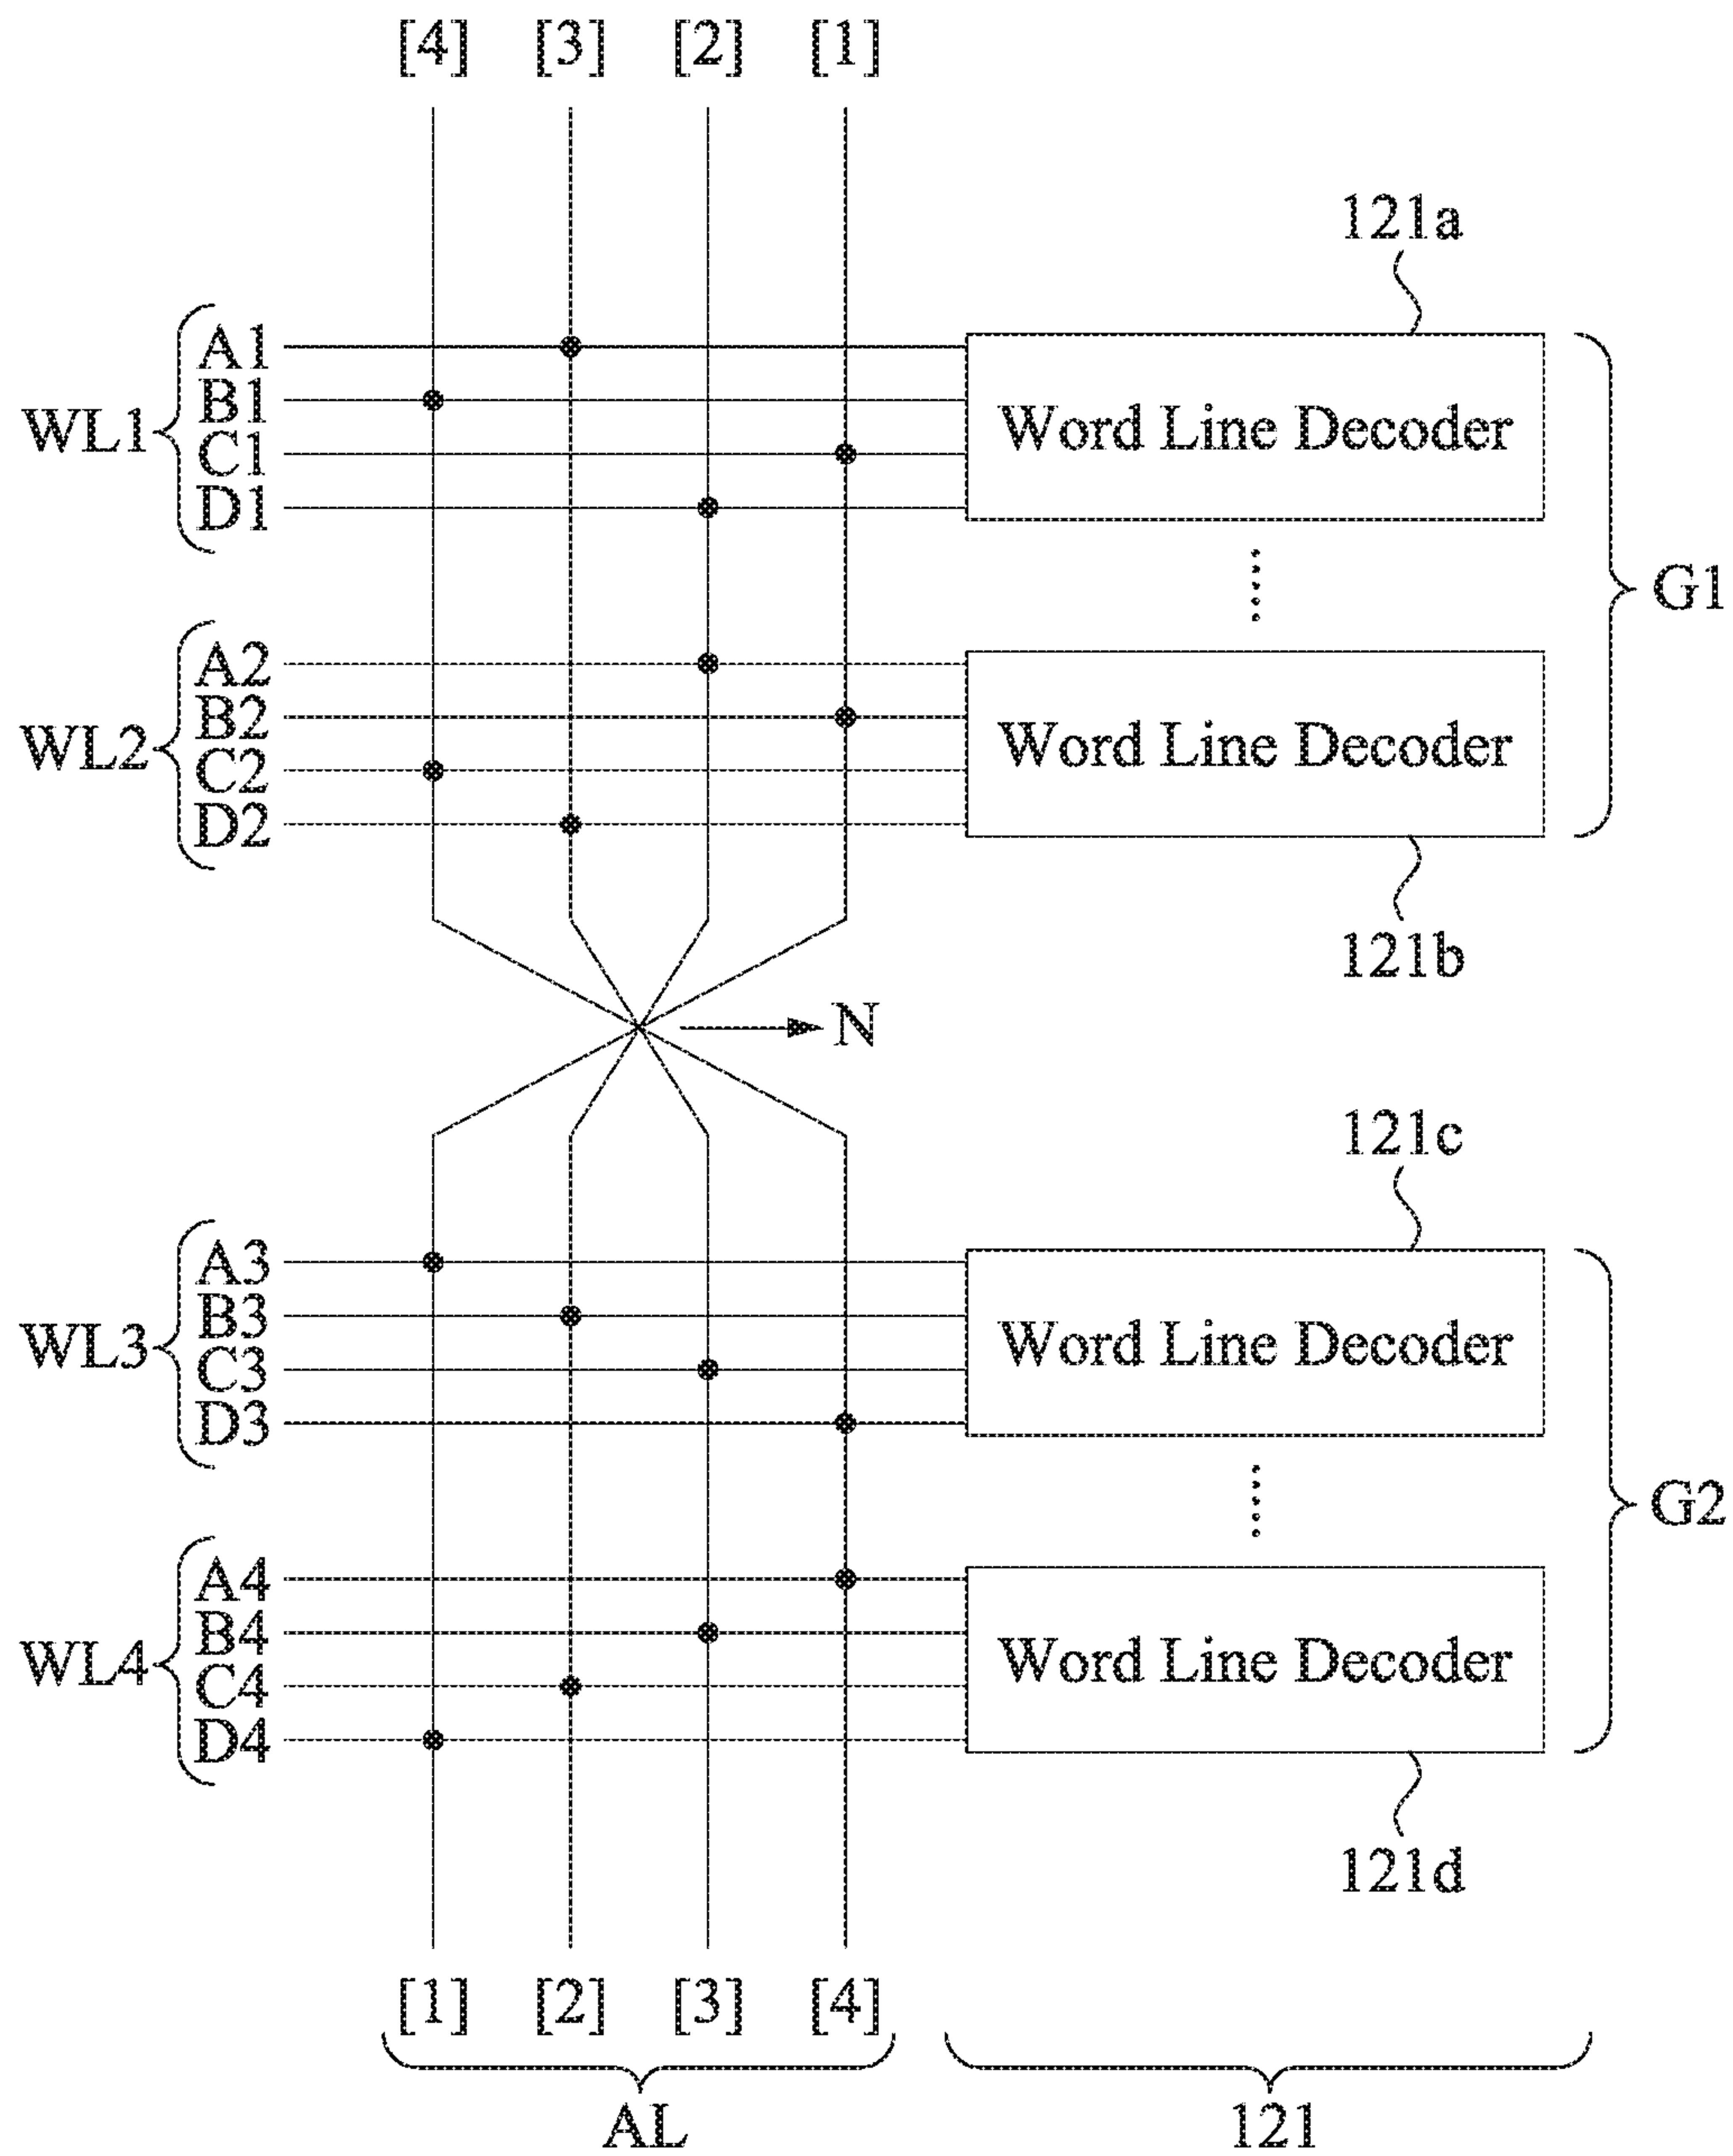 [4] [3] [2] [1]
121a
A1
B1
WL1
C1
D1
Word Line Decoder
G1
A2
B2
WL2
C2
D2
Word Line Decoder
121b
N
121c
A3
B3
WL3
C3
D3
Word Line Decoder
G2
A4
B4
WL4
C4
D4
Word Line Decoder
121d
[1] [2] [3] [4]
AL
121